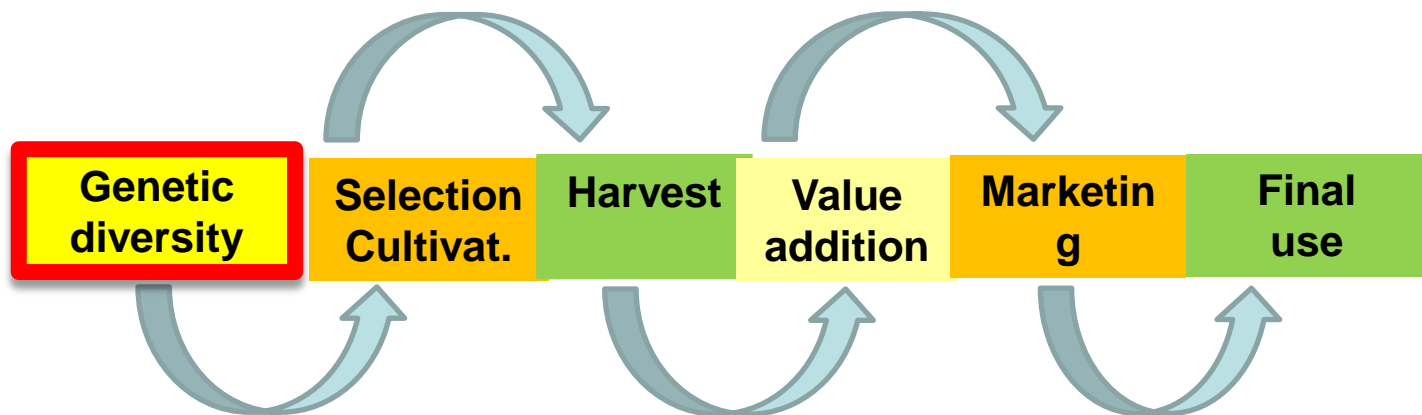 Genetic
diversity
Selection
Cultivat.
Harvest
Value
addition
Marketin
g
Final
use